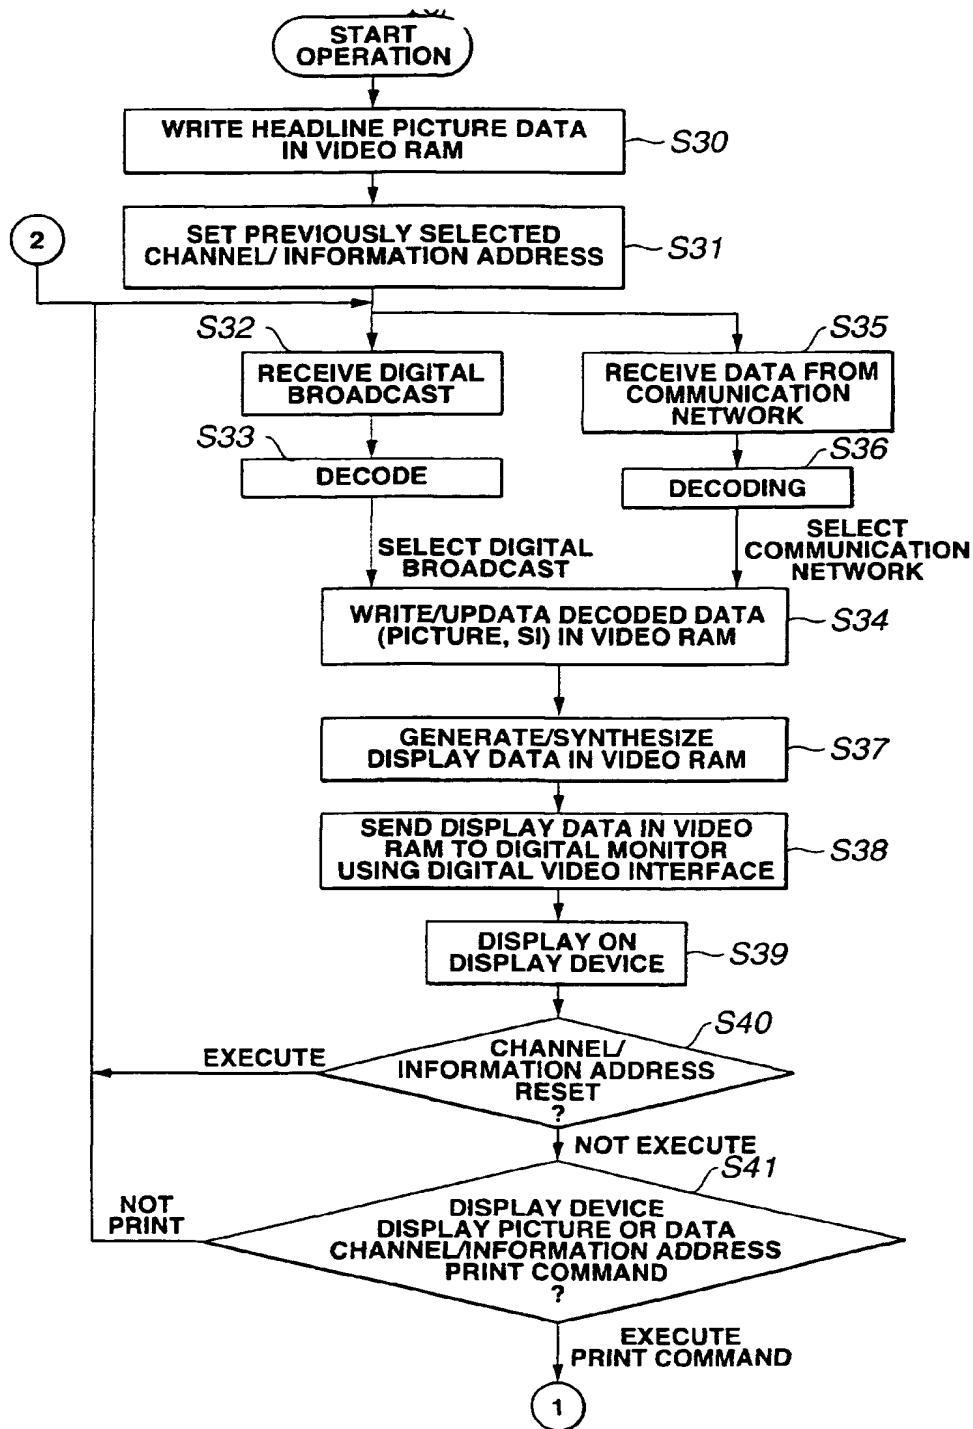 START
OPERATION
WRITE HEADLINE PICTURE DATA
IN VIDEO RAM
S30
2
SET PREVIOUSLY SELECTED
CHANNEL/ INFORMATION ADDRESS
S31
S32
RECEIVE DIGITAL
BROADCAST
S35
RECEIVE DATA FROM
COMMUNICATION
NETWORK
S33
DECODE
S36
DECODING
SELECT DIGITAL
BROADCAST
SELECT
COMMUNICATION
NETWORK
WRITE/UPDATA DECODED DATA
(PICTURE, SI) IN VIDEO RAM
S34
GENERATE/SYNTHESIZE
DISPLAY DATA IN VIDEO RAM
S37
SEND DISPLAY DATA IN VIDEO
RAM TO DIGITAL MONITOR
USING DIGITAL VIDEO INTERFACE
S38
DISPLAY ON
DISPLAY DEVICE
S39
S40
CHANNEL/
INFORMATION ADDRESS
RESET
?
EXECUTE
NOT EXECUTE
S41
NOT
PRINT
DISPLAY DEVICE
DISPLAY PICTURE OR DATA
CHANNEL/INFORMATION ADDRESS
PRINT COMMAND
?
EXECUTE
PRINT COMMAND
1